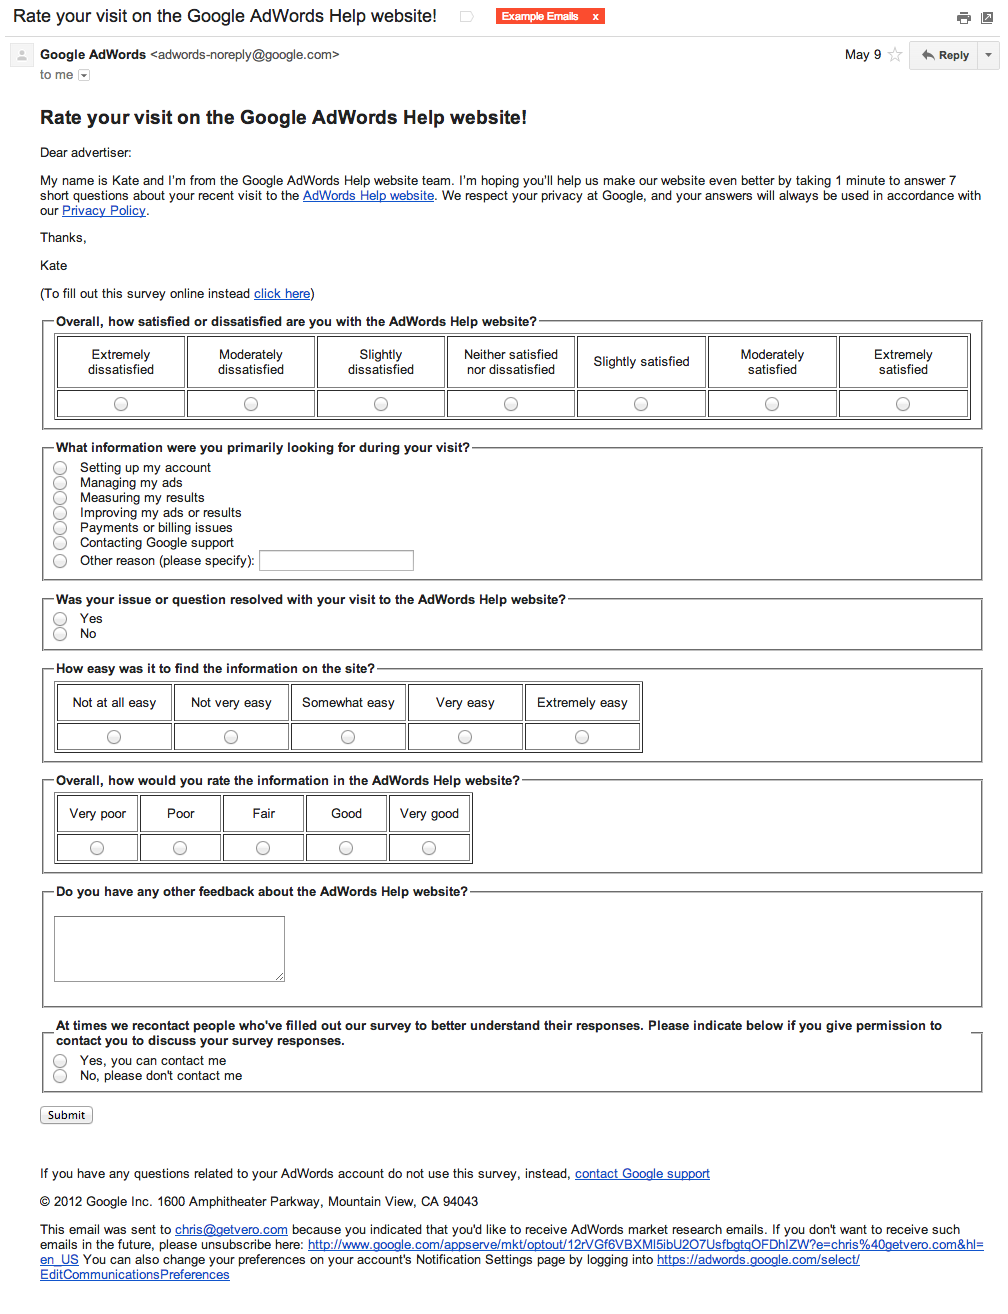 Rate your visit on the Google AdWords Help website!
Example Emails x
Google AdWords <adwords-noreply@google.com>
May 9
Reply
to me
Rate your visit on the Google AdWords Help website!
Dear advertiser:
My name is Kate and I'm from the Google AdWords Help website team. I'm hoping you'll help us make our website even better by taking 1 minute to answer 7
short questions about your recent visit to the AdWords Help website. We respect your privacy at Google, and your answers will always be used in accordance with
our Privacy Policy.
Thanks,
Kate
(To fill out this survey online instead click here)
Overall, how satisfied or dissatisfied are you with the AdWords Help website?
Extremely dissatisfied
Moderately dissatisfied
Slightly dissatisfied
Neither satisfied nor dissatisfied
Slightly satisfied
Moderately satisfied
Extremely satisfied
What information were you primarily looking for during your visit?
Setting up my account
Managing my ads
Measuring my results
Improving my ads or results
Payments or billing issues
Contacting Google support
Other reason (please specify):
Was your issue or question resolved with your visit to the AdWords Help website?
Yes
No
How easy was it to find the information on the site?
Not at all easy
Not very easy
Somewhat easy
Very easy
Extremely easy
Overall, how would you rate the information in the AdWords Help website?
Very poor
Poor
Fair
Good
Very good
Do you have any other feedback about the AdWords Help website?
At times we recontact people who've filled out our survey to better understand their responses. Please indicate below if you give permission to
contact you to discuss your survey responses.
Yes, you can contact me
No, please don't contact me
Submit
If you have any questions related to your AdWords account do not use this survey, instead, contact Google support
© 2012 Google Inc. 1600 Amphitheater Parkway, Mountain View, CA 94043
This email was sent to chris@getvero.com because you indicated that you'd like to receive AdWords market research emails. If you don't want to receive such
emails in the future, please unsubscribe here: http://www.google.com/appserve/mkt/optout/12rVGf6VBXMl5ibU2O7UsfbgtqOFDhIZW?e=chris%40getvero.com&hl=
en_US You can also change your preferences on your account's Notification Settings page by logging into https://adwords.google.com/select/
EditCommunicationsPreferences